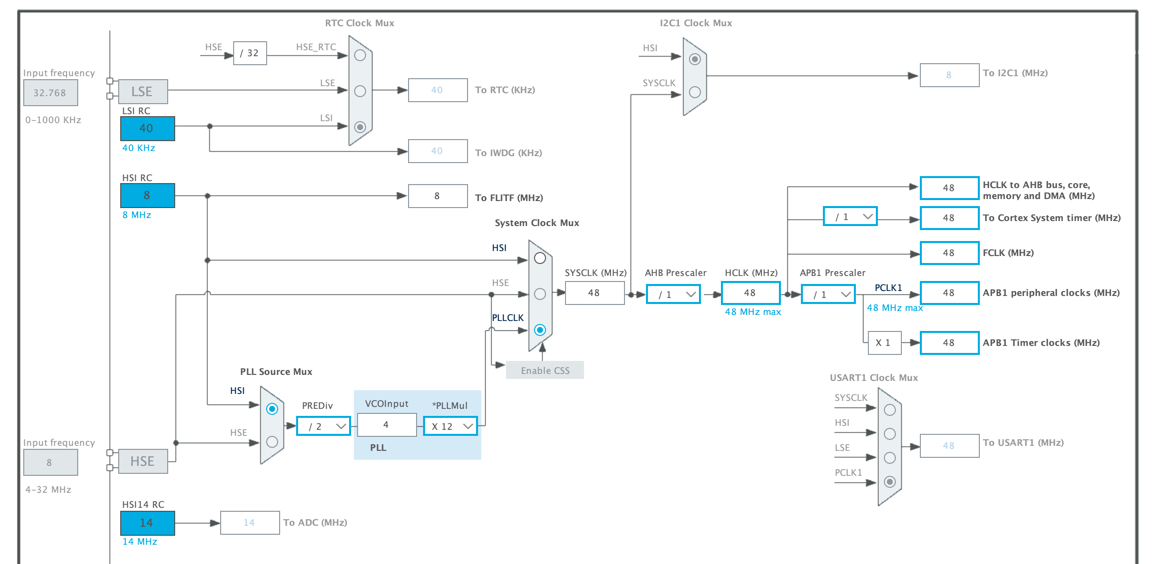 RTC Clock Mux
I2C1 Clock Mux
HSE
/ 32
HSE_RTC
HSI
Input frequency
32.768
0-1000 KHz
LSE
LSE
40
To RTC (KHz)
SYSCLK
8
To I2C1 (MHz)
LSI RC
40
40 KHz
LSI
40
To IWDG (KHz)
HSI RC
8
8 MHz
8
To FLITF (MHz)
System Clock Mux
HSI
HSE
PLLCLK
Enable CSS
SYSCLK (MHz)
48
AHB Prescaler
/ 1
HCLK (MHz)
48
48 MHz max
APB1 Prescaler
/ 1
PCLK1
48 MHz max
X 1
48
HCLK to AHB bus, core,
memory and DMA (MHz)
/ 1
48
To Cortex System timer (MHz)
48
FCLK (MHz)
48
APB1 peripheral clocks (MHz)
48
APB1 Timer clocks (MHz)
PLL Source Mux
HSI
HSE
PREDiv
/ 2
VCOInput
4
*PLLMul
X 12
PLL
Input frequency
8
4-32 MHz
HSE
USART1 Clock Mux
SYSCLK
HSI
LSE
PCLK1
48
To USART1 (MHz)
HSI14 RC
14
14 MHz
14
To ADC (MHz)